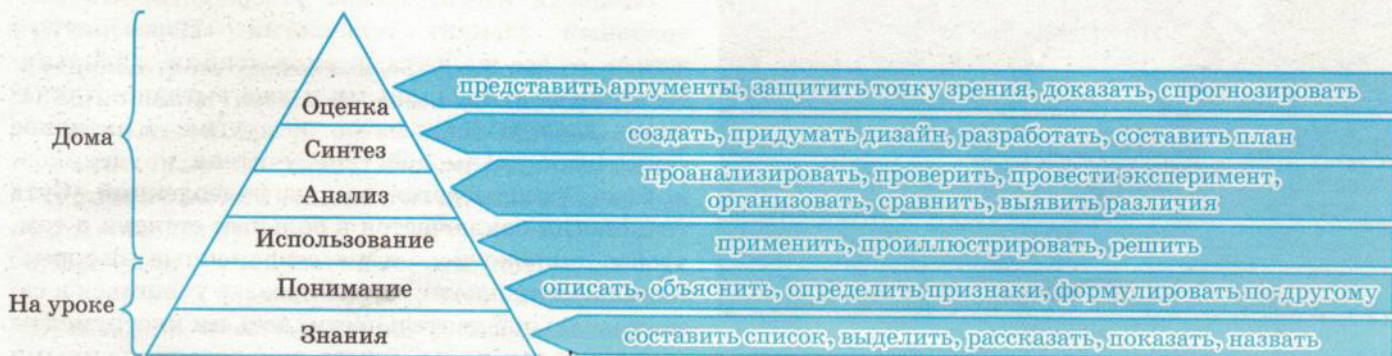 представить аргументы, защитить точку зрения, доказать, спрогнозировать
Оценка
Дома
создать, придумать дизайн, разработать, составить план
Синтез
проанализировать, проверить, провести эксперимент,
организовать, сравнить, выявить различия
Анализ
Использование
применить, проиллюстрировать, решить
На уроке
Понимание
описать, объяснить, определить признаки, формулировать по-другому
Знания
составить список, выделить, рассказать, показать, назвать